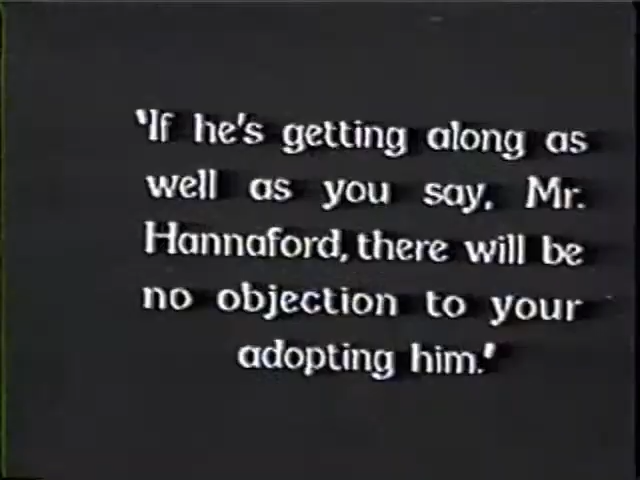 'If he's getting along as
well as you say, Mr.
Hannaford, there will be
no objection to your
adopting him.'